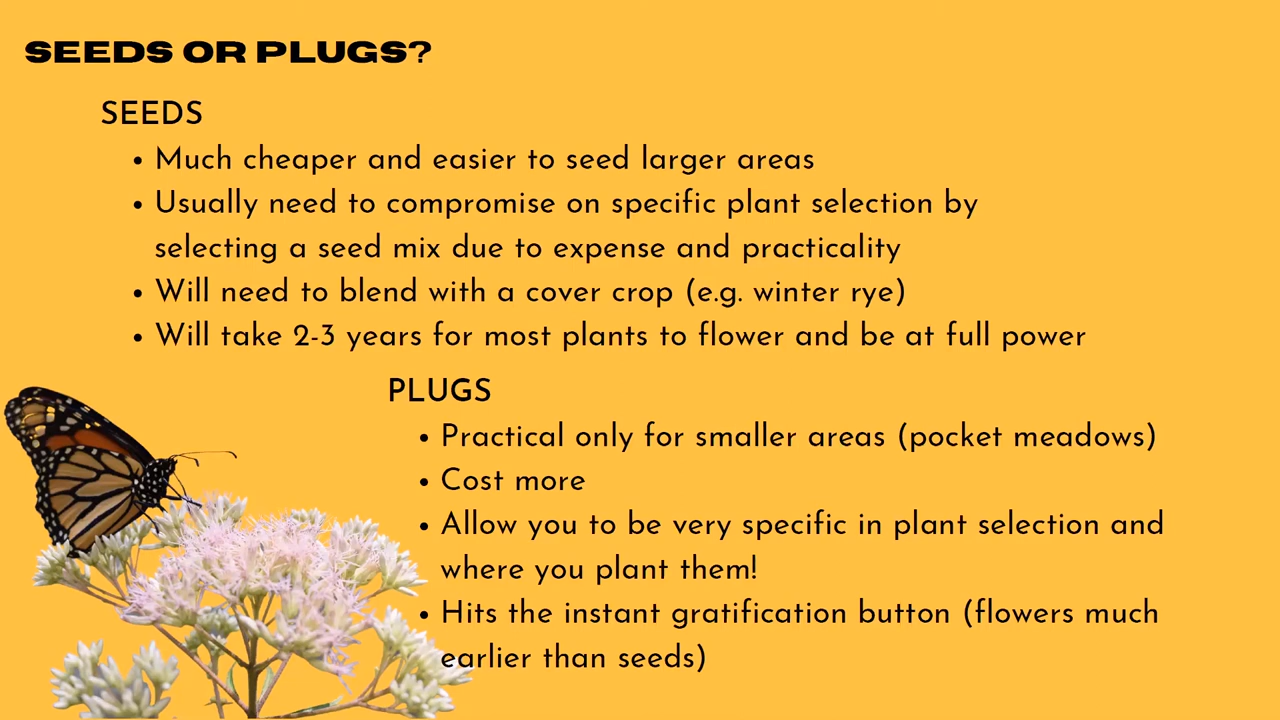 SEEDS OR PLUGS?
SEEDS
• Much cheaper and easier to seed larger areas
• Usually need to compromise on specific plant selection by
selecting a seed mix due to expense and practicality
• Will need to blend with a cover crop (e.g. winter rye)
• Will take 2-3 years for most plants to flower and be at full power
PLUGS
• Practical only for smaller areas (pocket meadows)
• Cost more
• Allow you to be very specific in plant selection and
where you plant them!
• Hits the instant gratification button (flowers much
earlier than seeds)